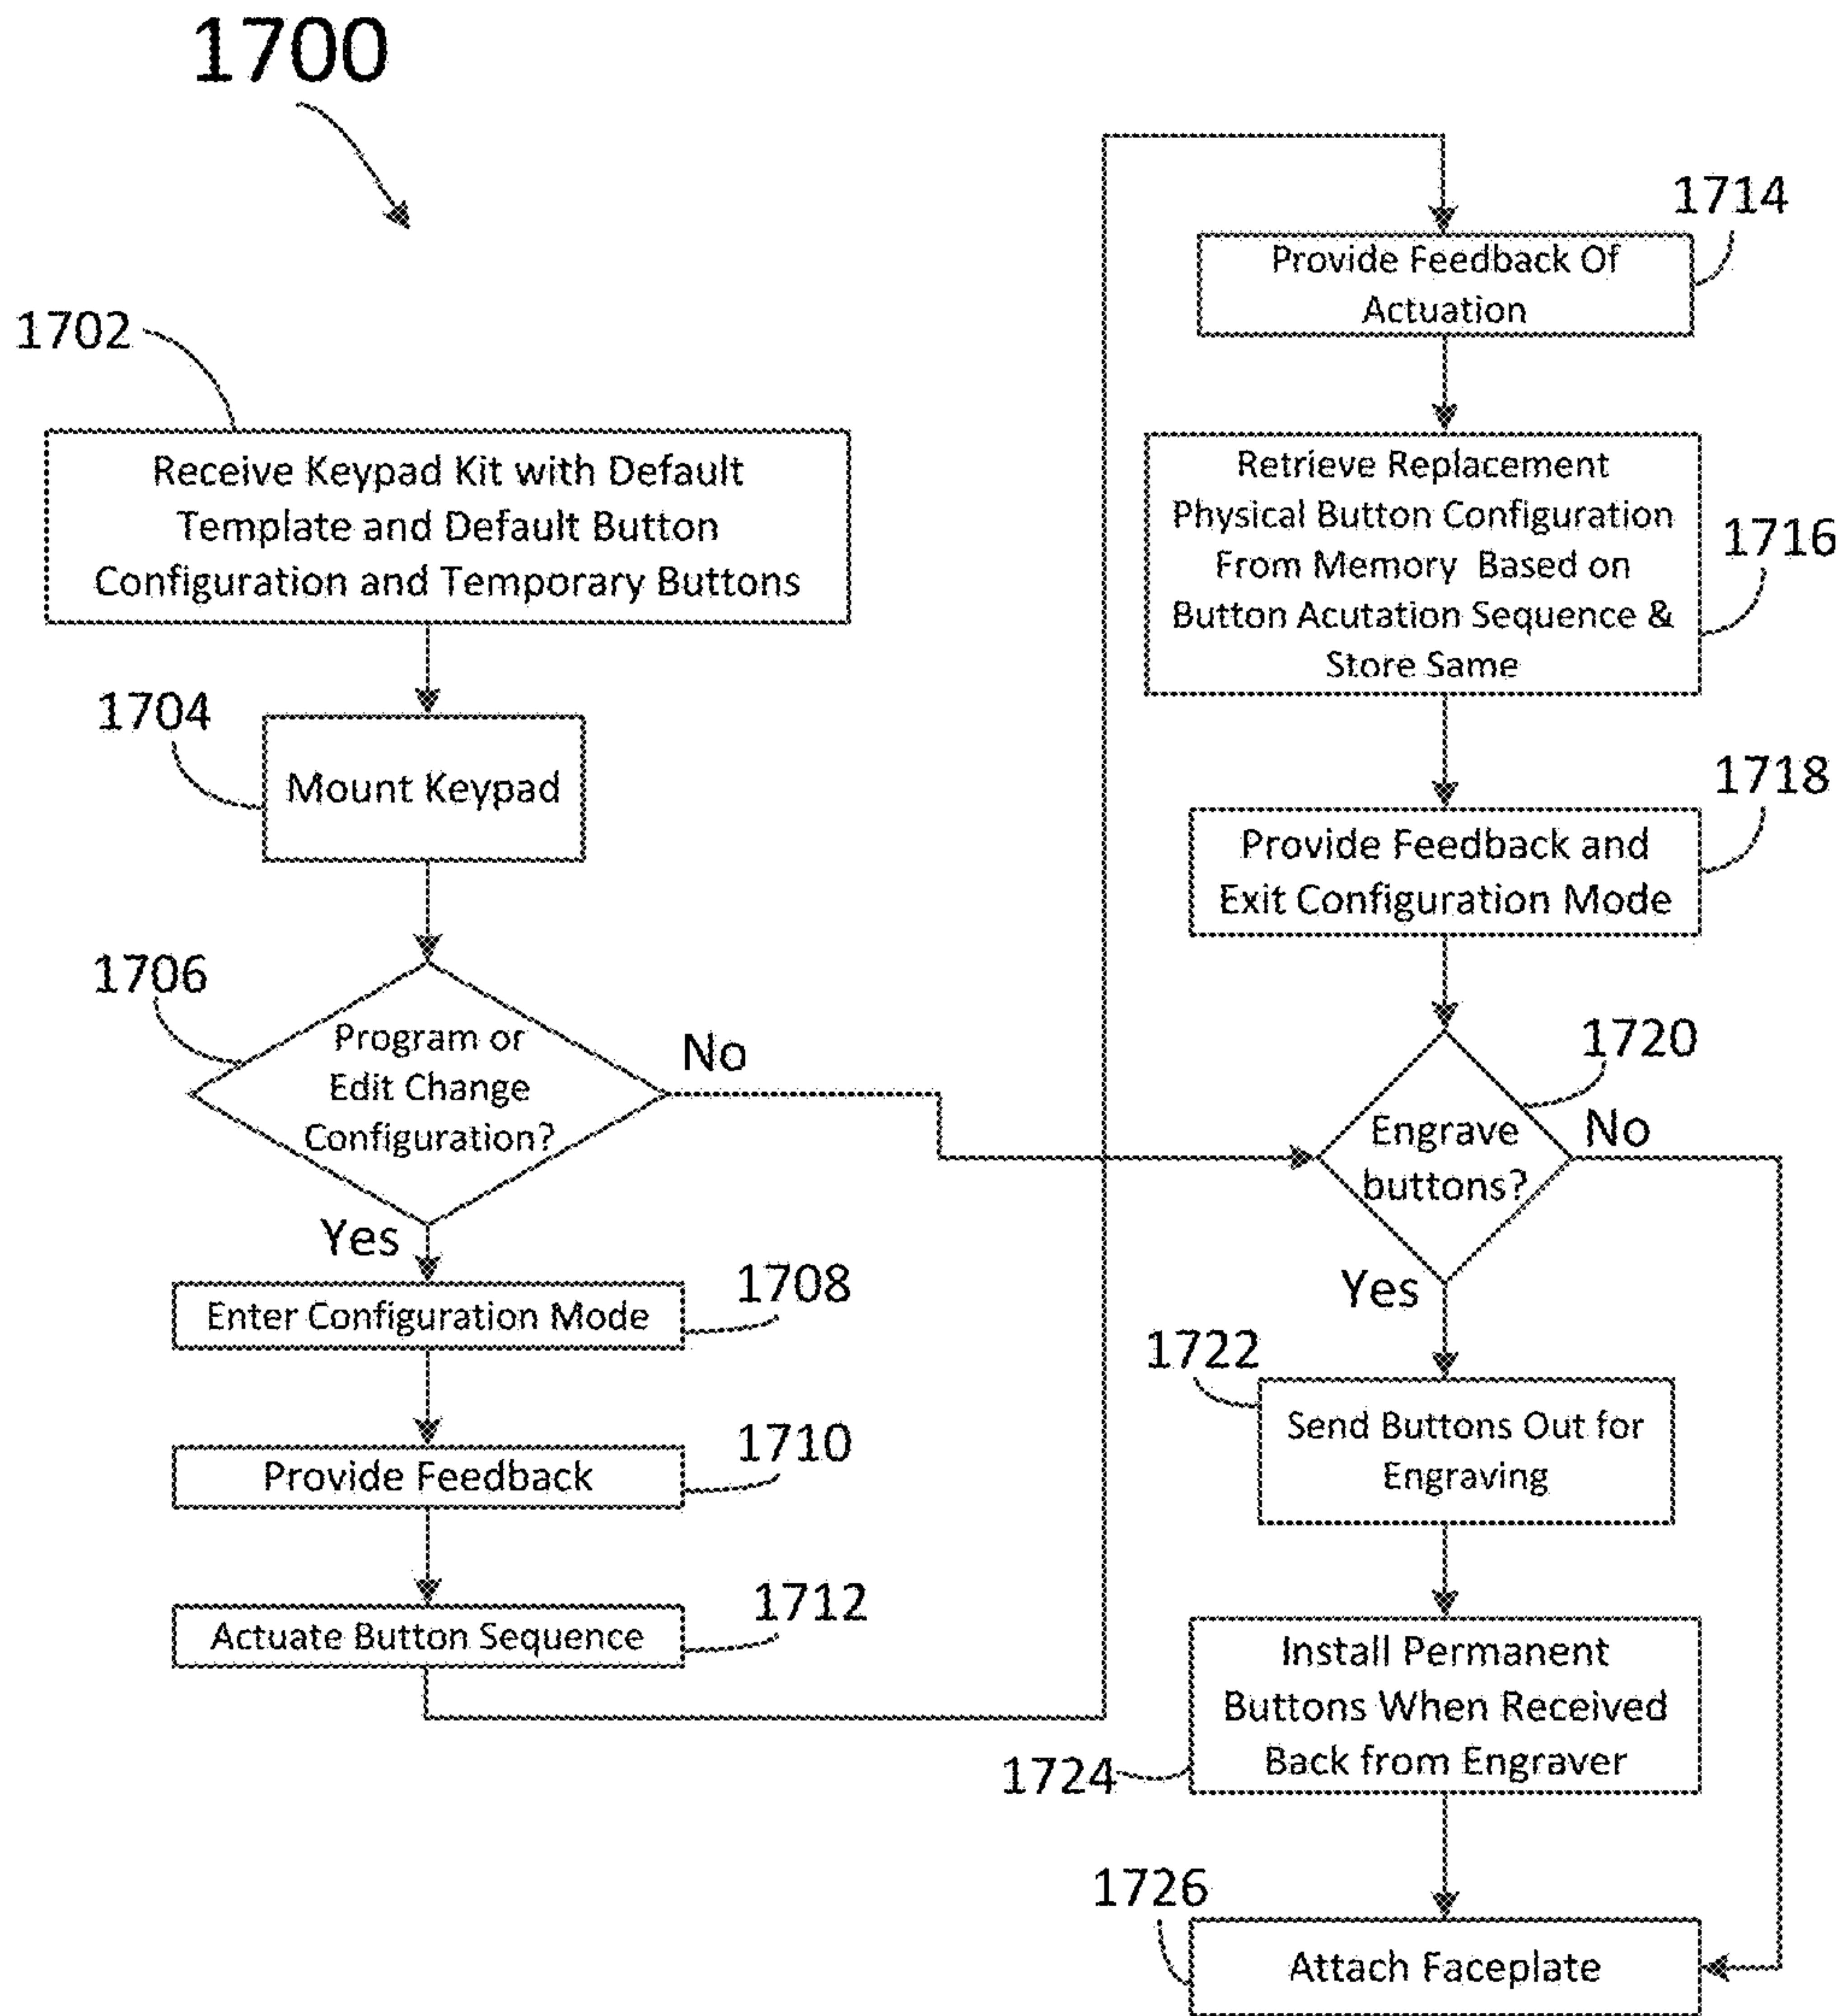 1700
1702
Receive Keypad Kit with Default
Template and Default Button
Configuration and Temporary Buttons
1704
Mount Keypad
1706
Program or
Edit Change
Configuration?
No
Yes
1708
Enter Configuration Mode
1710
Provide Feedback
1712
Actuate Button Sequence
1714
Provide Feedback Of
Actuation
Retrieve Replacement
Physical Button Configuration
From Memory Based on
Button Acutation Sequence &
Store Same
1716
1718
Provide Feedback and
Exit Configuration Mode
1720
Engrave
buttons?
No
Yes
1722
Send Buttons Out for
Engraving
Install Permanent
Buttons When Received
Back from Engraver
1724
1726
Attach Faceplate